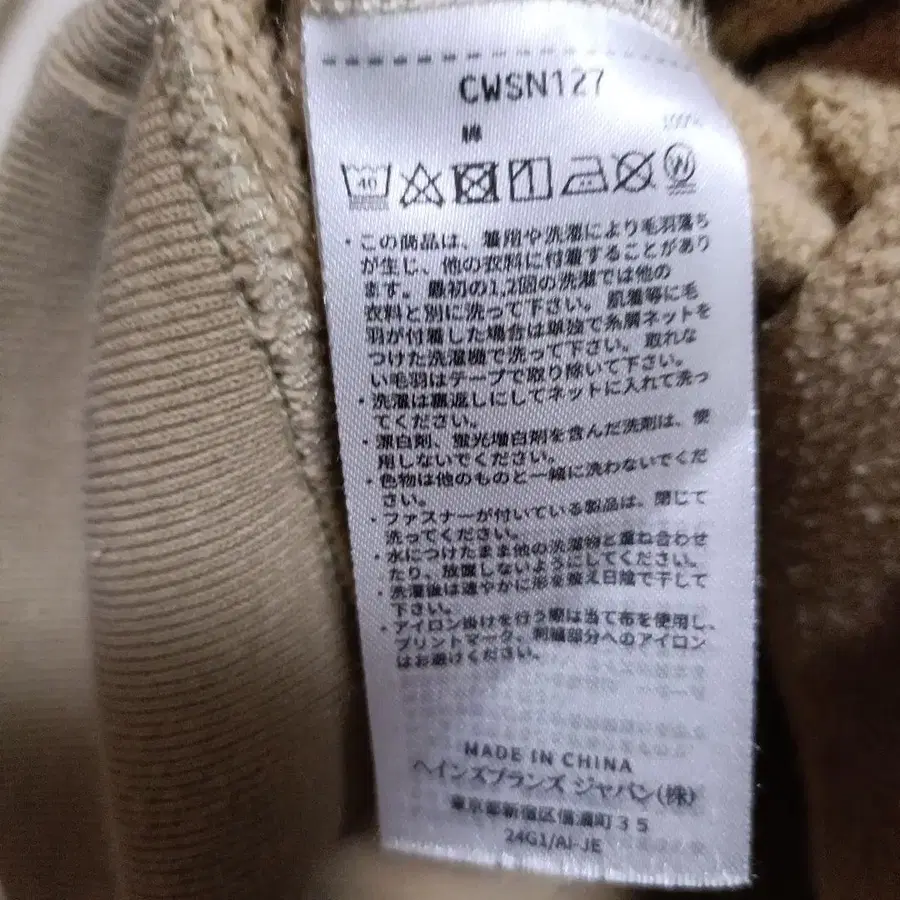 CWSN127
綿 100%
40
・この商品は、着用や洗濯により毛羽落ち
が生じ、他の衣料に付着することがあり
ます。最初の1,2回の洗濯では他の
衣料と別に洗って下さい。肌着等に毛
羽が付着した場合は単独で糸屑ネットを
つけた洗濯機で洗って下さい。取れな
い毛羽はテープで取り除いて下さい。
・洗濯は裏返しにしてネットに入れて洗っ
てください。
・漂白剤、蛍光増白剤を含んだ洗剤は、使
用しないでください。
・色物は他のものと一緒に洗わないでくだ
さい。
・ファスナーが付いている製品は、閉じて
洗ってください。
・水につけたまま他の洗濯物と重ね合わせ
たり、放置しないようにしてください。
・洗濯後は速やかに形を整え日陰で干して
下さい。
・アイロン掛けを行う際は当て布を使用し、
プリントマーク、刺繍部分へのアイロン
はお避けください。
MADE IN CHINA
ヘインズブランズ ジャパン(株)
東京都新宿区信濃町35
24G1/AI-JE